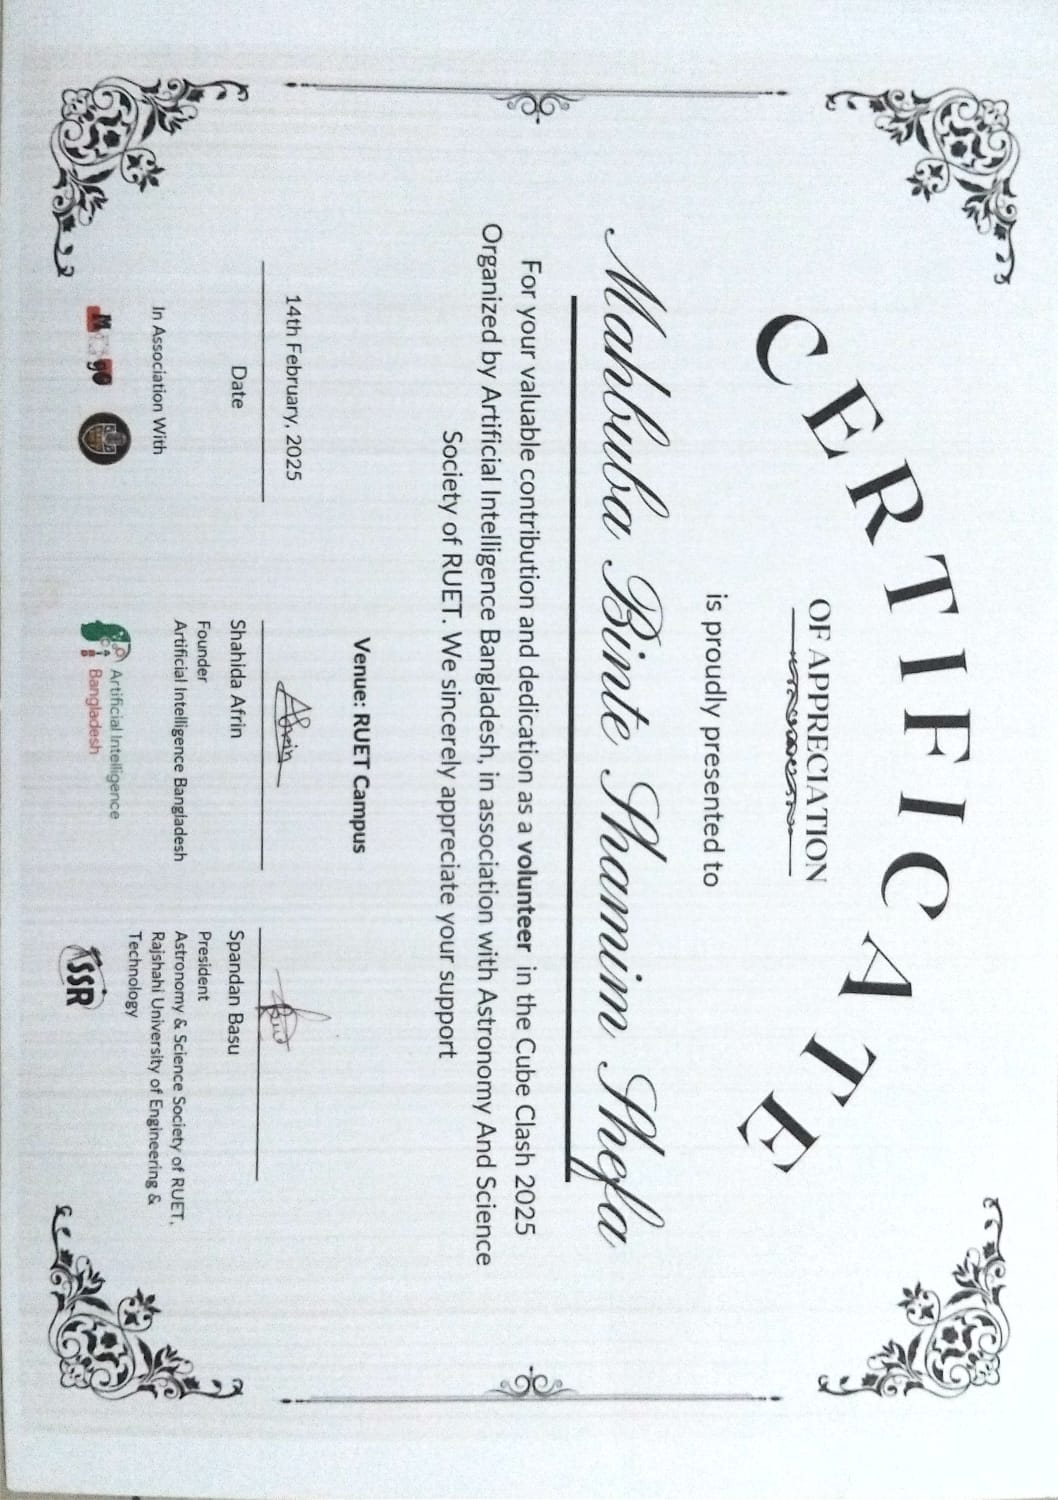 CERTIFICATE
OF APPRECIATION
is proudly presented to
Mahbuba Binte Shamim Shefa
For your valuable contribution and dedication as a volunteer in the Cube Clash 2025
Organized by Artificial Intelligence Bangladesh, in association with Astronomy And Science
Society of RUET. We sincerely appreciate your support
Venue: RUET Campus
14th February, 2025
Date
In Association With
Afrin
Shahida Afrin
Founder
Artificial Intelligence Bangladesh
Artificial Intelligence
Bangladesh
Spandan Basu
President
Astronomy & Science Society of RUET,
Rajshahi University of Engineering &
Technology
ASSR